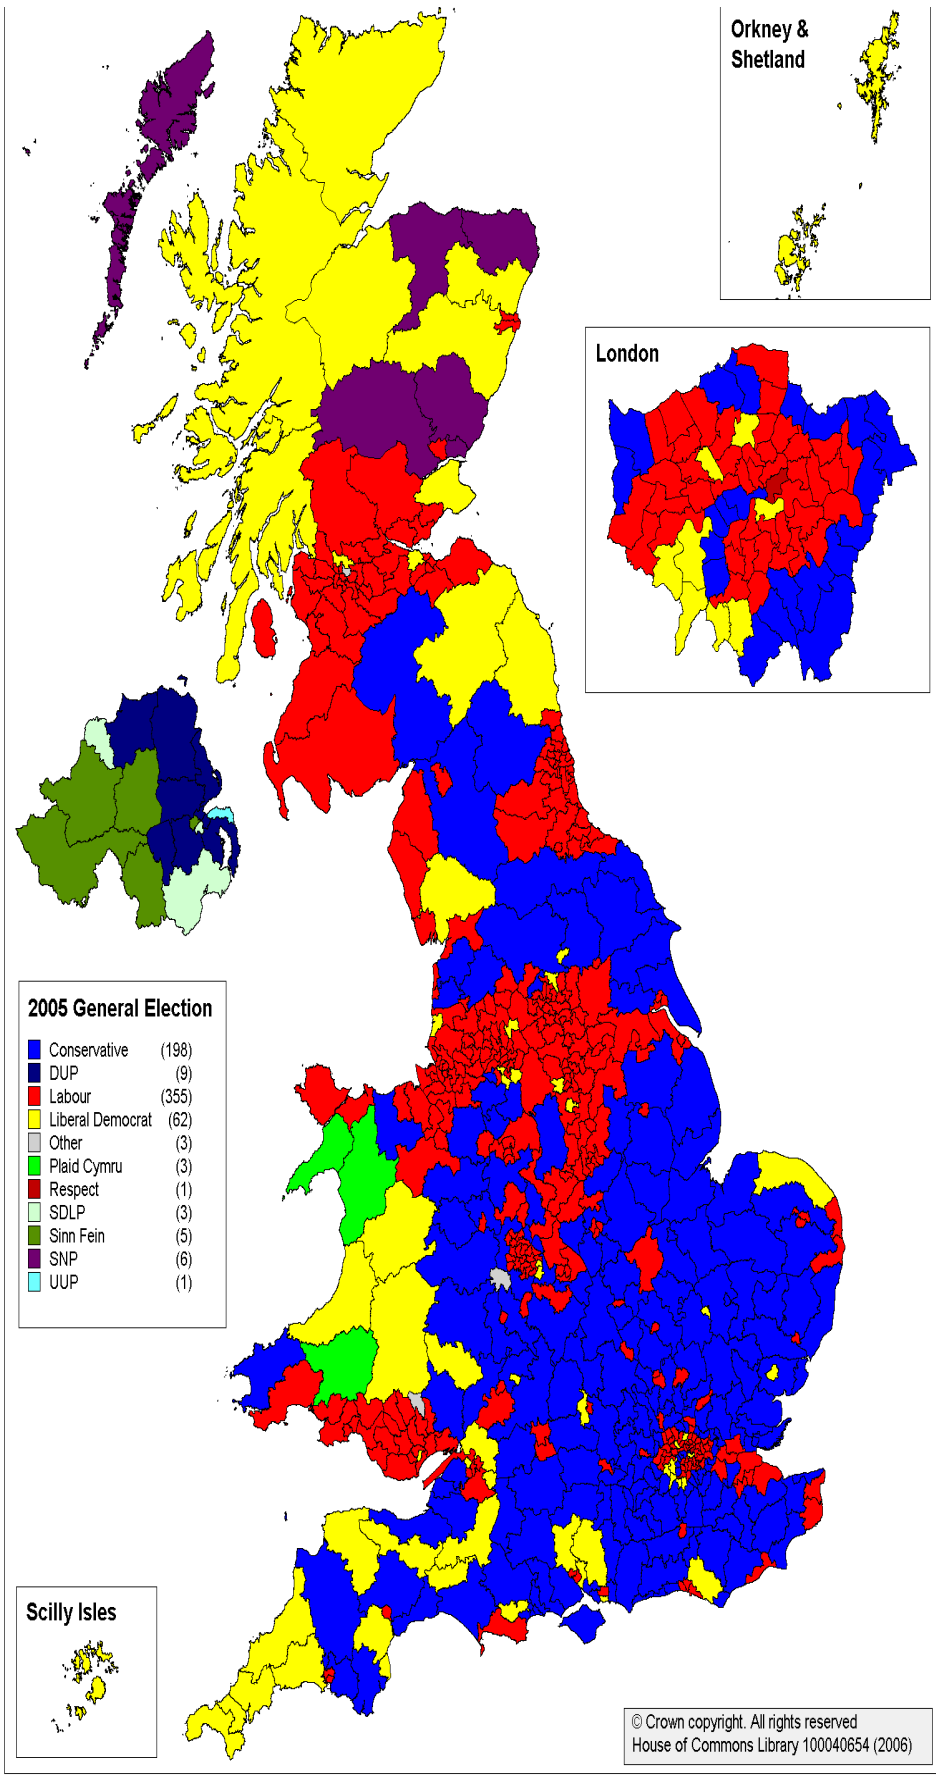 Orkney &
Shetland
London
2005 General Election
Conservative (198)
DUP (9)
Labour (355)
Liberal Democrat (62)
Other (3)
Plaid Cymru (3)
Respect (1)
SDLP (3)
Sinn Fein (5)
SNP (6)
UUP (1)
Scilly Isles
© Crown copyright. All rights reserved
House of Commons Library 100040654 (2006)